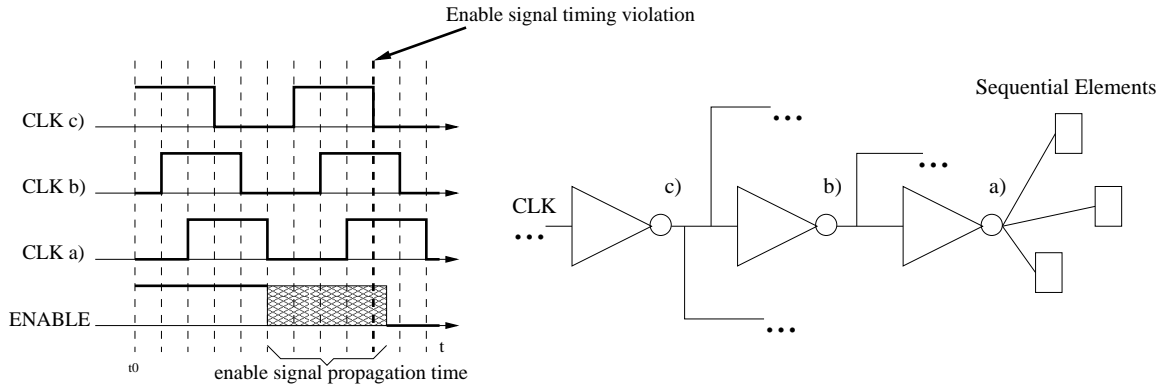 Enable signal timing violation
CLK c)
CLK b)
CLK a)
ENABLE
t0
t
enable signal propagation time
Sequential Elements
CLK
...
c)
...
...
b)
...
a)